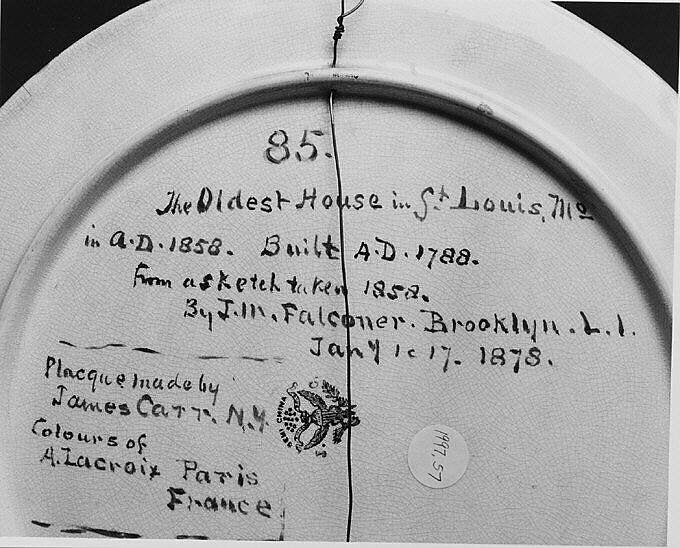 85.
The Oldest House in St Louis, Mo
in A.D. 1858. Built A.D. 1788.
From a sketch taken 1858.
By J. M. Falconer. Brooklyn. L. I.
Jany 1c 17. 1878.
Placque made by
James Carr. N.Y.
Colours of
A. Lacroix Paris
France.
CHINA
1997.57